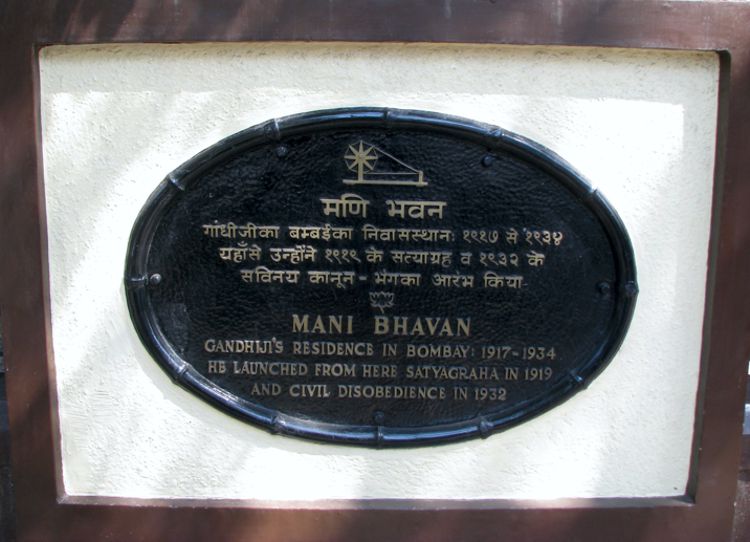 मणि भवन
गांधीजीका बम्बईका निवासस्थान: १९१७ से १९३४
यहाँसे उन्होंने १९१९ के सत्याग्रह व १९३२ के
सविनय कानून-भंगका आरंभ किया
MANI BHAVAN
GANDHIJI'S RESIDENCE IN BOMBAY: 1917-1934
HE LAUNCHED FROM HERE SATYAGRAHA IN 1919
AND CIVIL DISOBEDIENCE IN 1932